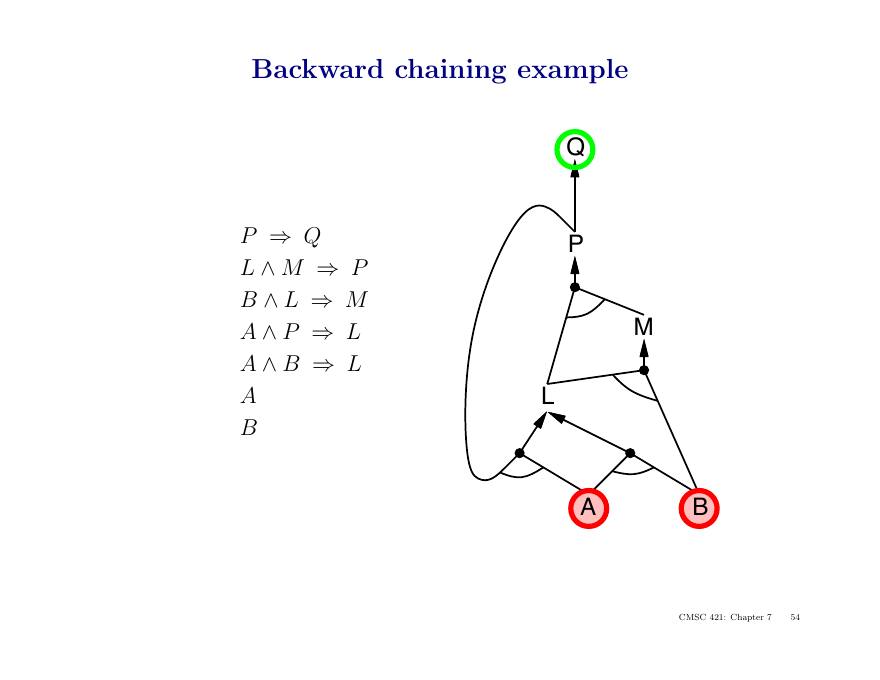 Backward chaining example
P ⇒ Q
L ∧ M ⇒ P
B ∧ L ⇒ M
A ∧ P ⇒ L
A ∧ B ⇒ L
A
B
Q
P
M
L
A
B
CMSC 421: Chapter 7 54